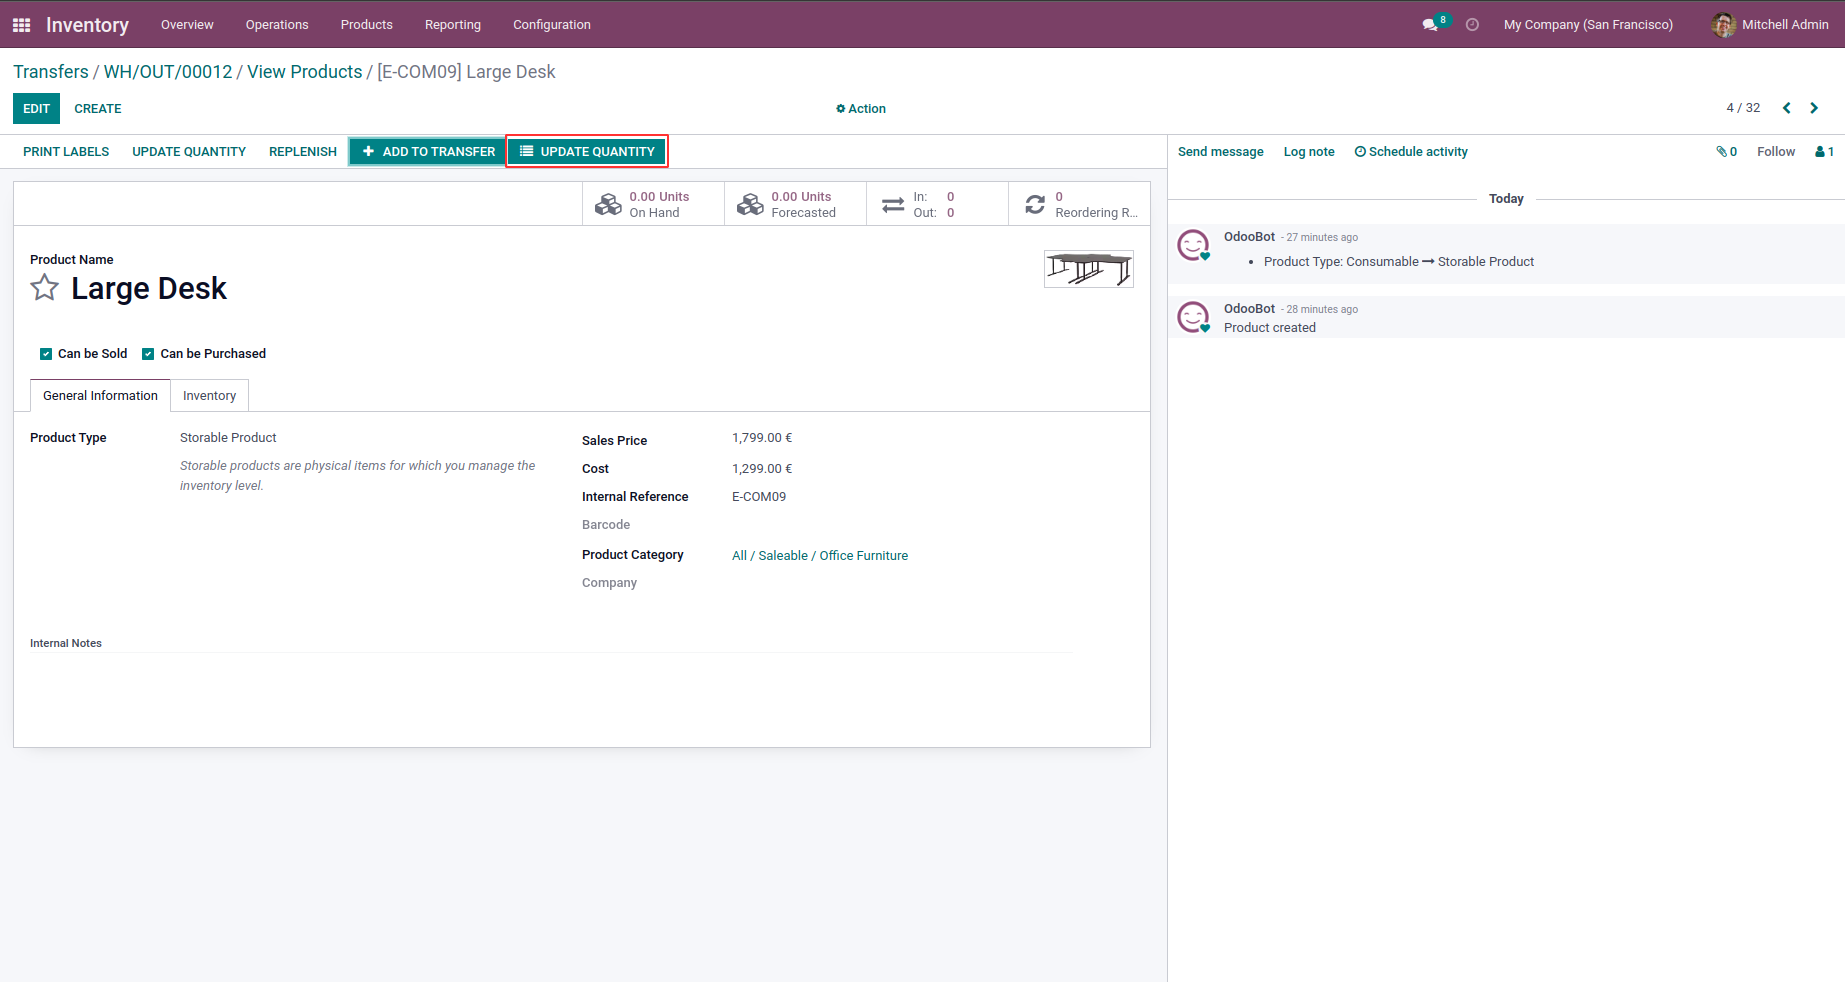 Inventory Overview Operations Products Reporting Configuration 8 My Company (San Francisco) Mitchell Admin
Transfers / WH/OUT/00012 / View Products / [E-COM09] Large Desk
EDIT CREATE Action 4 / 32
PRINT LABELS UPDATE QUANTITY REPLENISH ADD TO TRANSFER UPDATE QUANTITY
0.00 Units On Hand
0.00 Units Forecasted
In: 0
Out: 0
0
Reordering R...
Product Name
Large Desk
Can be Sold Can be Purchased
General Information Inventory
Product Type Storable Product
Storable products are physical items for which you manage the
inventory level.
Sales Price 1,799.00 €
Cost 1,299.00 €
Internal Reference E-COM09
Barcode
Product Category All / Saleable / Office Furniture
Company
Internal Notes
Send message Log note Schedule activity 0 Follow 1
Today
OdooBot - 27 minutes ago
• Product Type: Consumable → Storable Product
OdooBot - 28 minutes ago
Product created